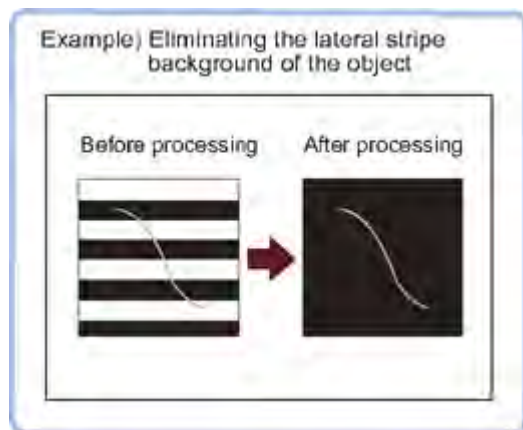 Example) Eliminating the lateral stripe
background of the object
Before processing
After processing